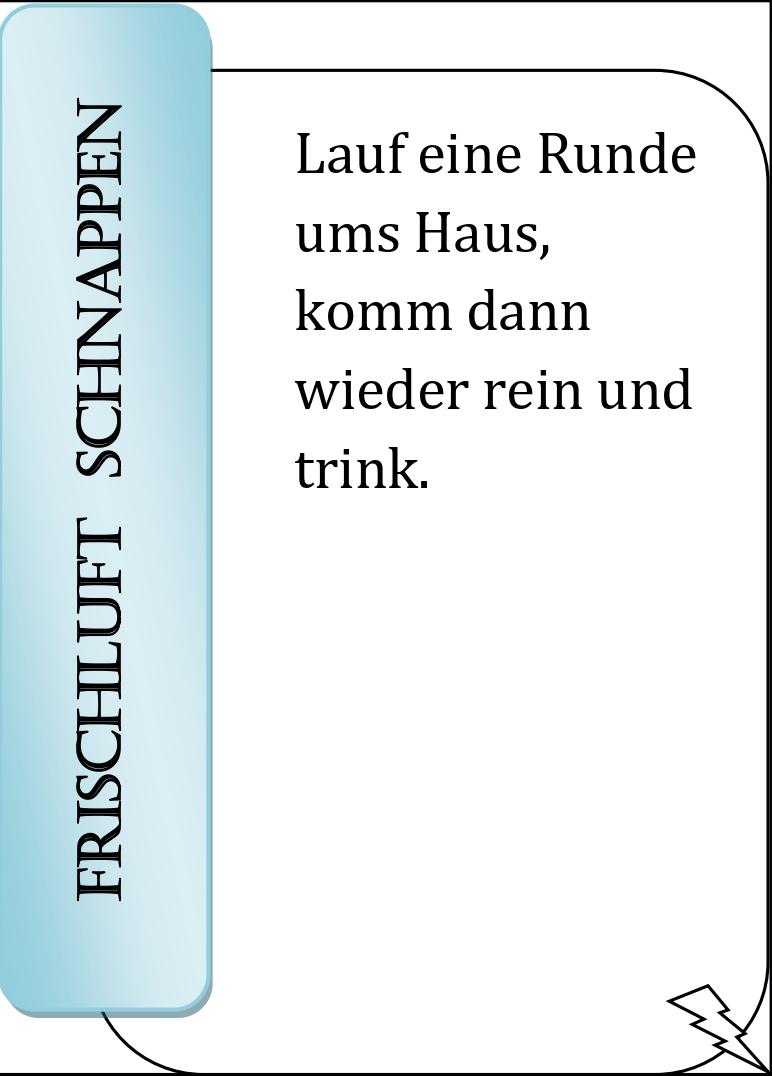 FRISCHLUFT SCHNAPPEN
Lauf eine Runde
ums Haus,
komm dann
wieder rein und
trink.